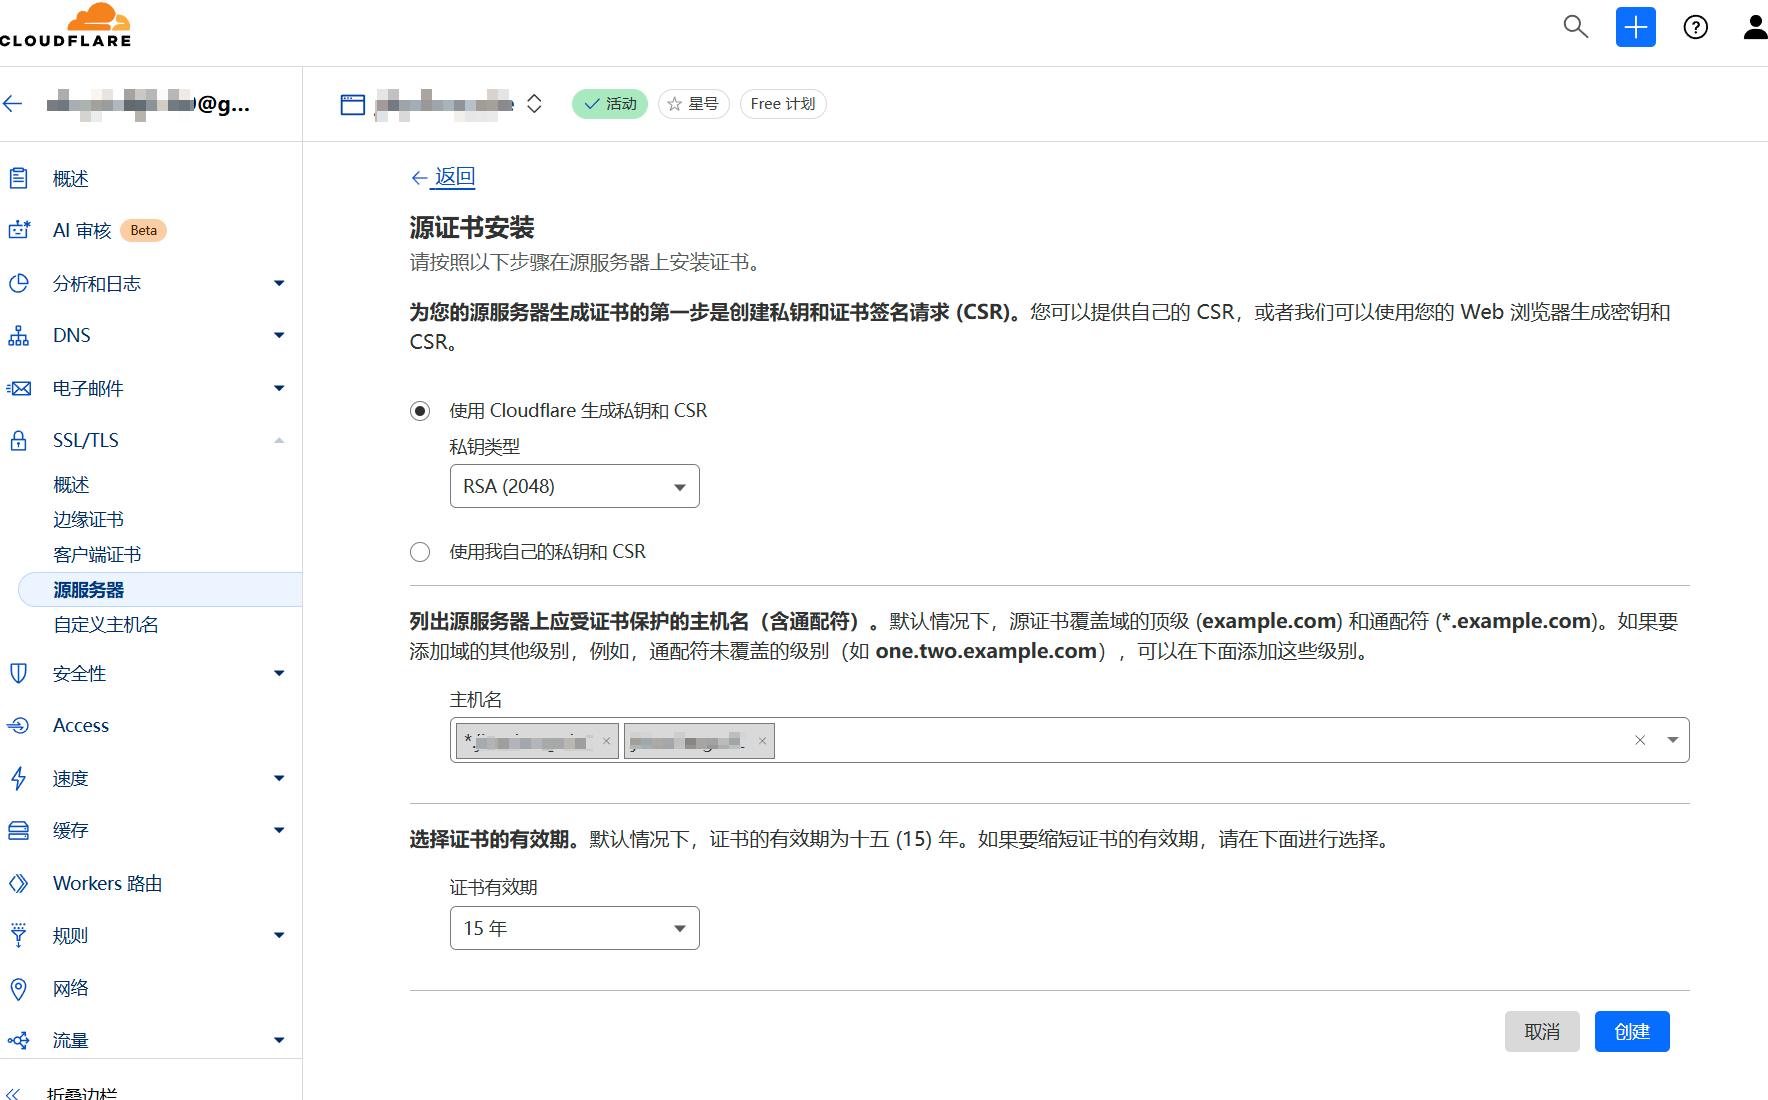 CLOUDFLARE
@g...
活动
星号
Free 计划
概述
AI 审核 Beta
分析和日志
DNS
电子邮件
SSL/TLS
概述
边缘证书
客户端证书
源服务器
自定义主机名
安全性
Access
速度
缓存
Workers 路由
规则
网络
流量
折叠边栏
返回
源证书安装
请按照以下步骤在源服务器上安装证书。
为您的源服务器生成证书的第一步是创建私钥和证书签名请求 (CSR)。您可以提供自己的 CSR，或者我们可以使用您的 Web 浏览器生成密钥和
CSR。
使用 Cloudflare 生成私钥和 CSR
私钥类型
RSA (2048)
使用我自己的私钥和 CSR
列出源服务器上应受证书保护的主机名（含通配符）。默认情况下，源证书覆盖域的顶级 (example.com) 和通配符 (*.example.com)。如果要
添加域的其他级别，例如，通配符未覆盖的级别（如 one.two.example.com），可以在下面添加这些级别。
主机名
*.
选择证书的有效期。默认情况下，证书的有效期为十五 (15) 年。如果要缩短证书的有效期，请在下面进行选择。
证书有效期
15 年
取消
创建